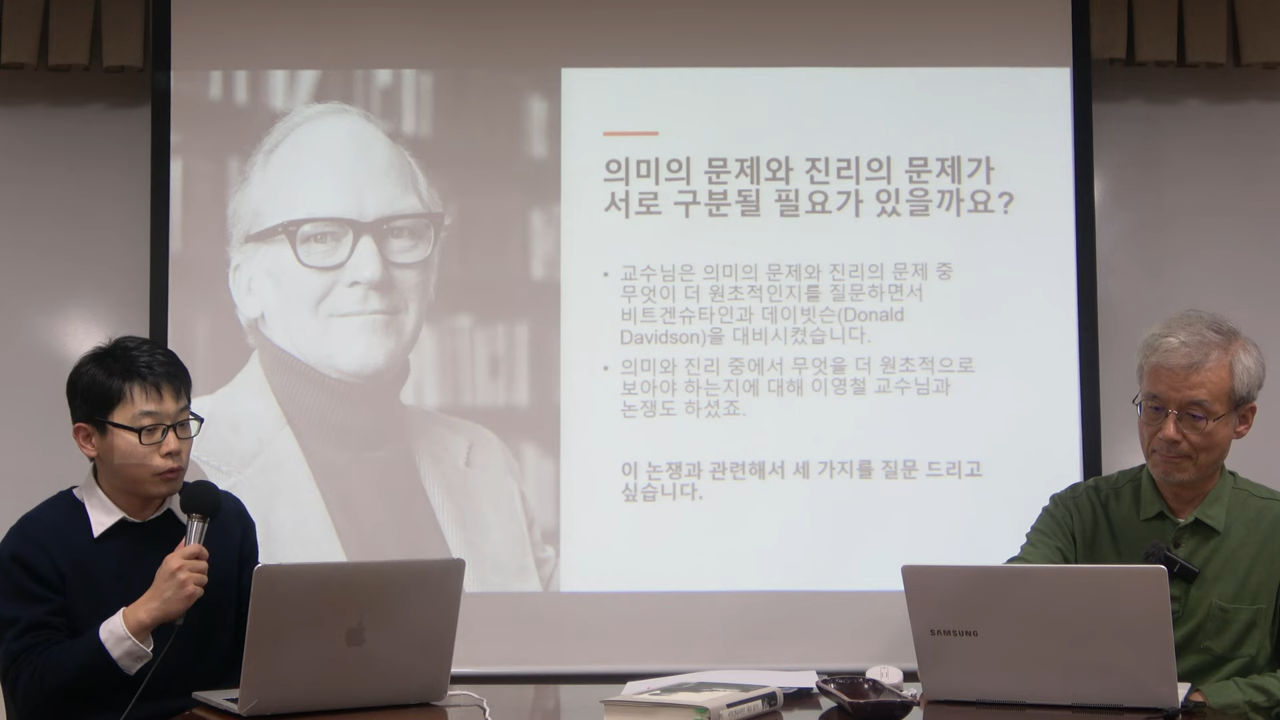 의미의 문제와 진리의 문제가
서로 구분될 필요가 있을까요?
• 교수님은 의미의 문제와 진리의 문제 중
무엇이 더 원초적인지를 질문하면서
비트겐슈타인과 데이빗슨(Donald
Davidson)을 대비시켰습니다.
• 의미와 진리 중에서 무엇을 더 원초적으로
보아야 하는지에 대해 이영철 교수님과
논쟁도 하셨죠.
이 논쟁과 관련해서 세 가지를 질문 드리고
싶습니다.
SAMSUNG